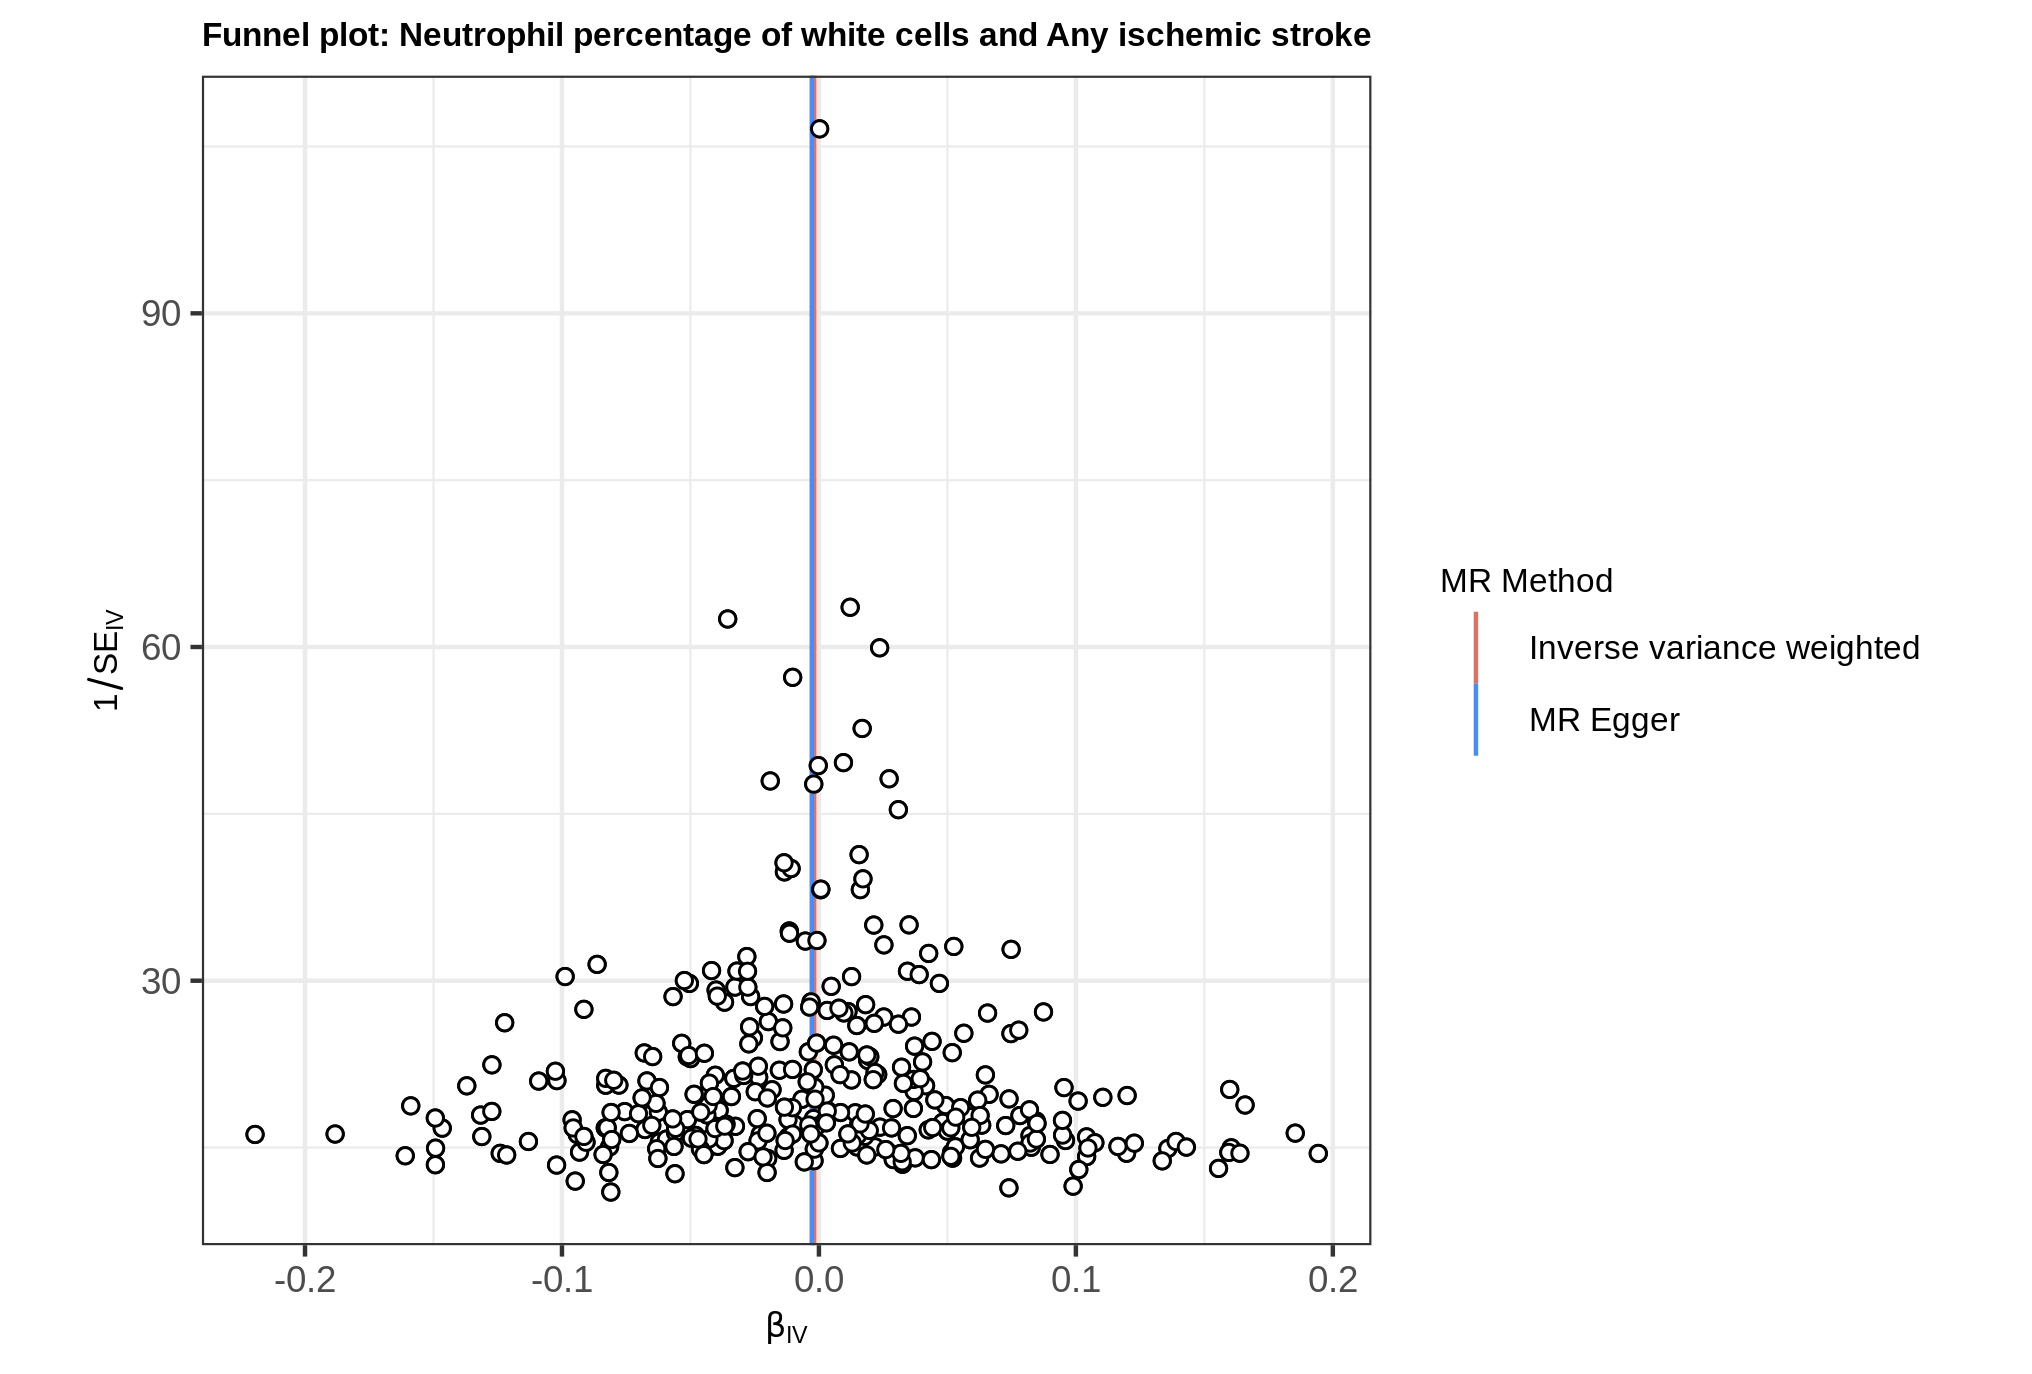 Funnel plot: Neutrophil percentage of white cells and Any ischemic stroke
90
60
30
1/SEIV
-0.2
-0.1
0.0
0.1
0.2
βIV
MR Method
Inverse variance weighted
MR Egger